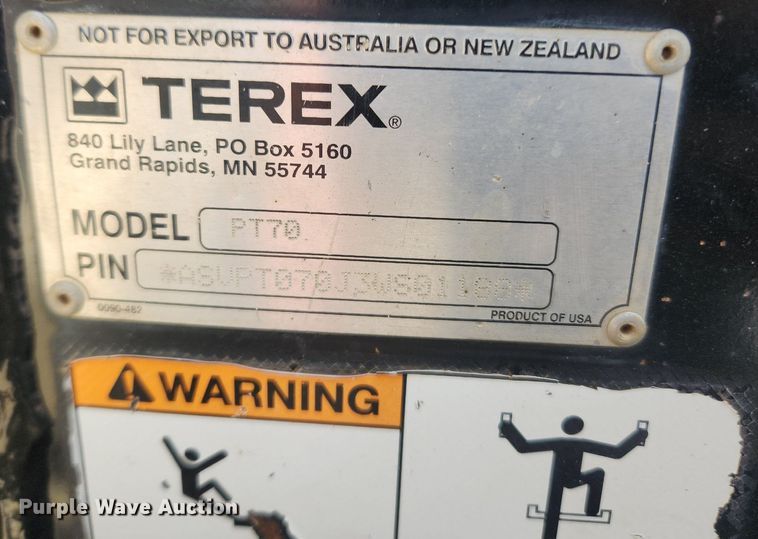 NOT FOR EXPORT TO AUSTRALIA OR NEW ZEALAND
TEREX®
840 Lily Lane, PO Box 5160
Grand Rapids, MN 55744
MODEL PT70
PIN
0090-482
PRODUCT OF USA
WARNING
Purple Wave Auction